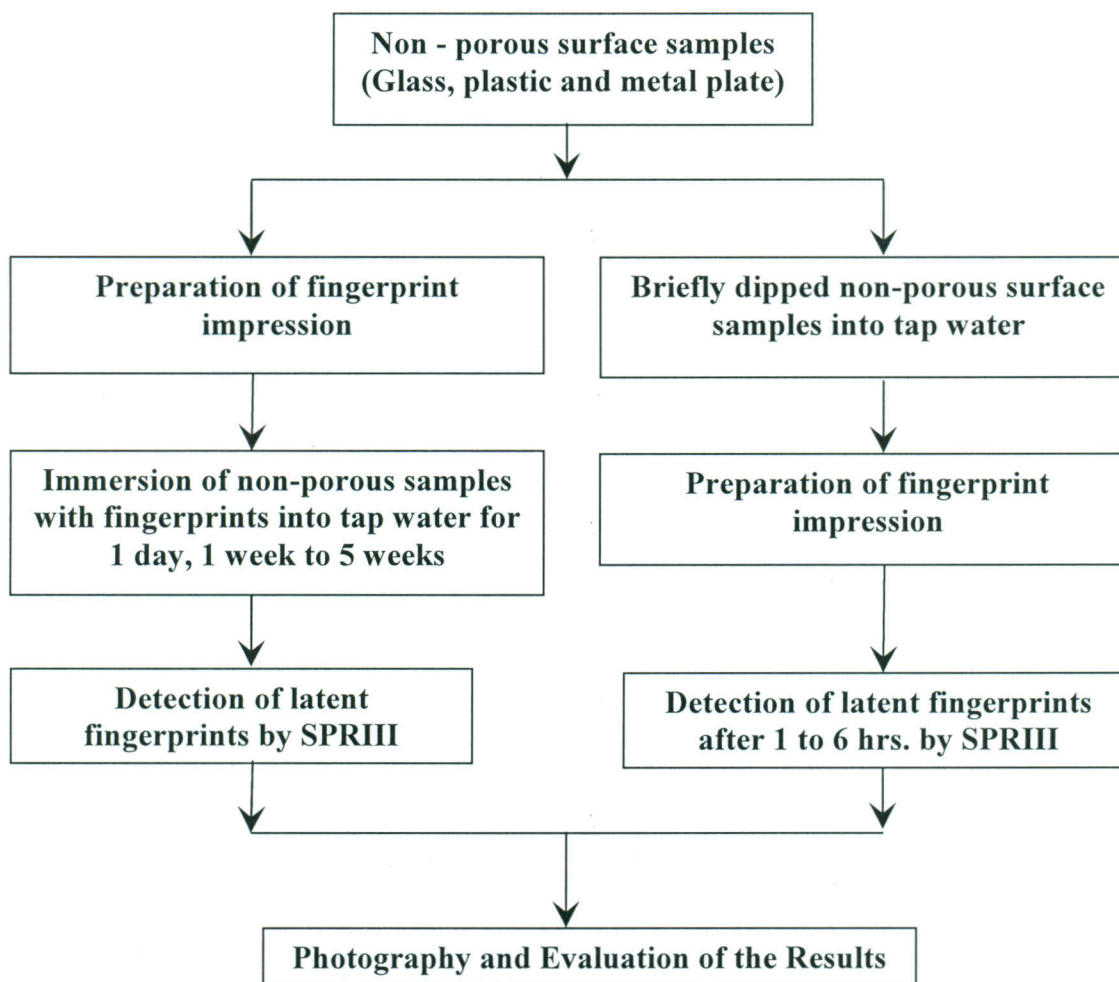 Non - porous surface samples
(Glass, plastic and metal plate)
Preparation of fingerprint
impression
Immersion of non-porous samples
with fingerprints into tap water for
1 day, 1 week to 5 weeks
Detection of latent
fingerprints by SPRIII
Briefly dipped non-porous surface
samples into tap water
Preparation of fingerprint
impression
Detection of latent fingerprints
after 1 to 6 hrs. by SPRIII
Photography and Evaluation of the Results